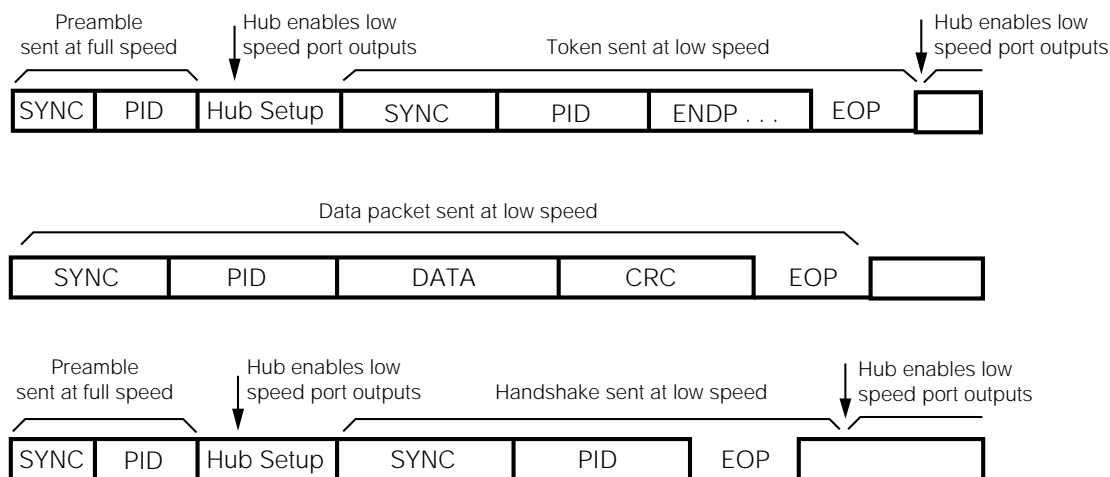 Preamble
sent at full speed
Hub enables low
speed port outputs
Token sent at low speed
Hub enables low
speed port outputs
SYNC PID Hub Setup SYNC PID ENDP . . . EOP
Data packet sent at low speed
SYNC PID DATA CRC EOP
Preamble
sent at full speed
Hub enables low
speed port outputs
Handshake sent at low speed
Hub enables low
speed port outputs
SYNC PID Hub Setup SYNC PID EOP